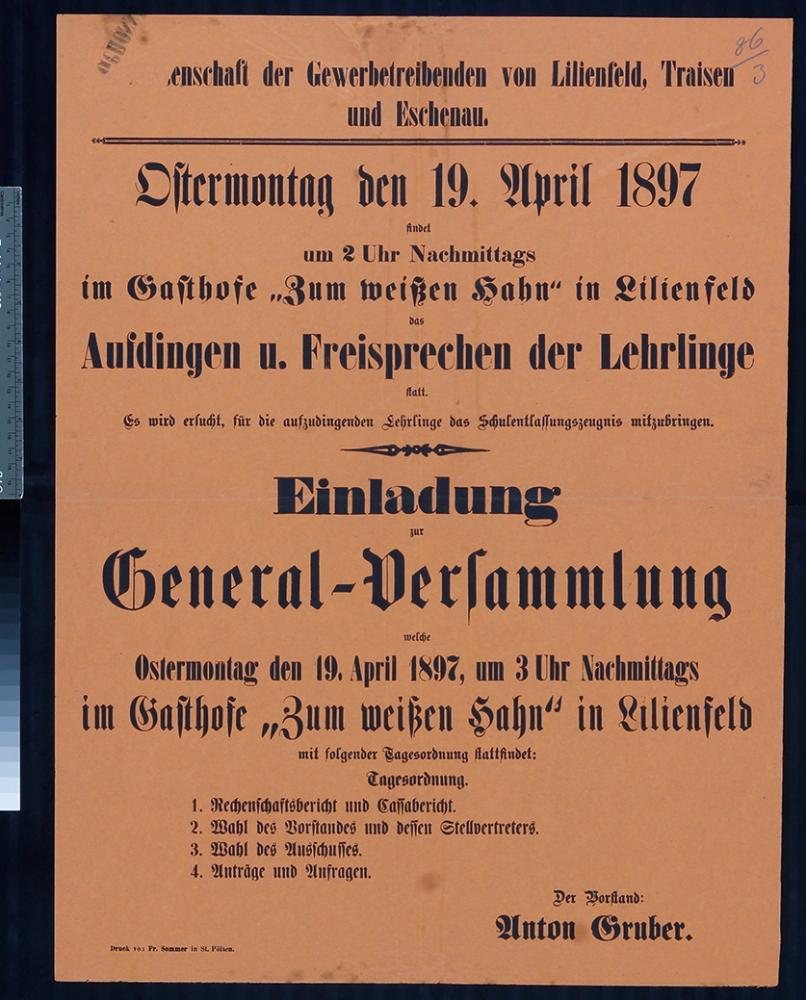 enschaft der Gewerbetreibenden von Lilienfeld, Traisen
und Eschenau.
Ostermontag den 19. April 1897
findet
um 2 Uhr Nachmittags
im Gasthofe „Zum weißen Hahn“ in Lilienfeld
das
Aufdingen u. Freisprechen der Lehrlinge
statt.
Es wird ersucht, für die aufzudingenden Lehrlinge das Schulentlassungszeugnis mitzubringen.
Einladung
zur
General-Versammlung
welche
Ostermontag den 19. April 1897, um 3 Uhr Nachmittags
im Gasthofe „Zum weißen Hahn“ in Lilienfeld
mit folgender Tagesordnung stattfindet:
Tagesordnung.
1. Rechenschaftsbericht und Cassabericht.
2. Wahl des Vorstandes und dessen Stellvertreters.
3. Wahl des Ausschusses.
4. Anträge und Anfragen.
Der Vorstand:
Anton Gruber.
Druck von Fr. Sommer in St. Pölten.
86
3